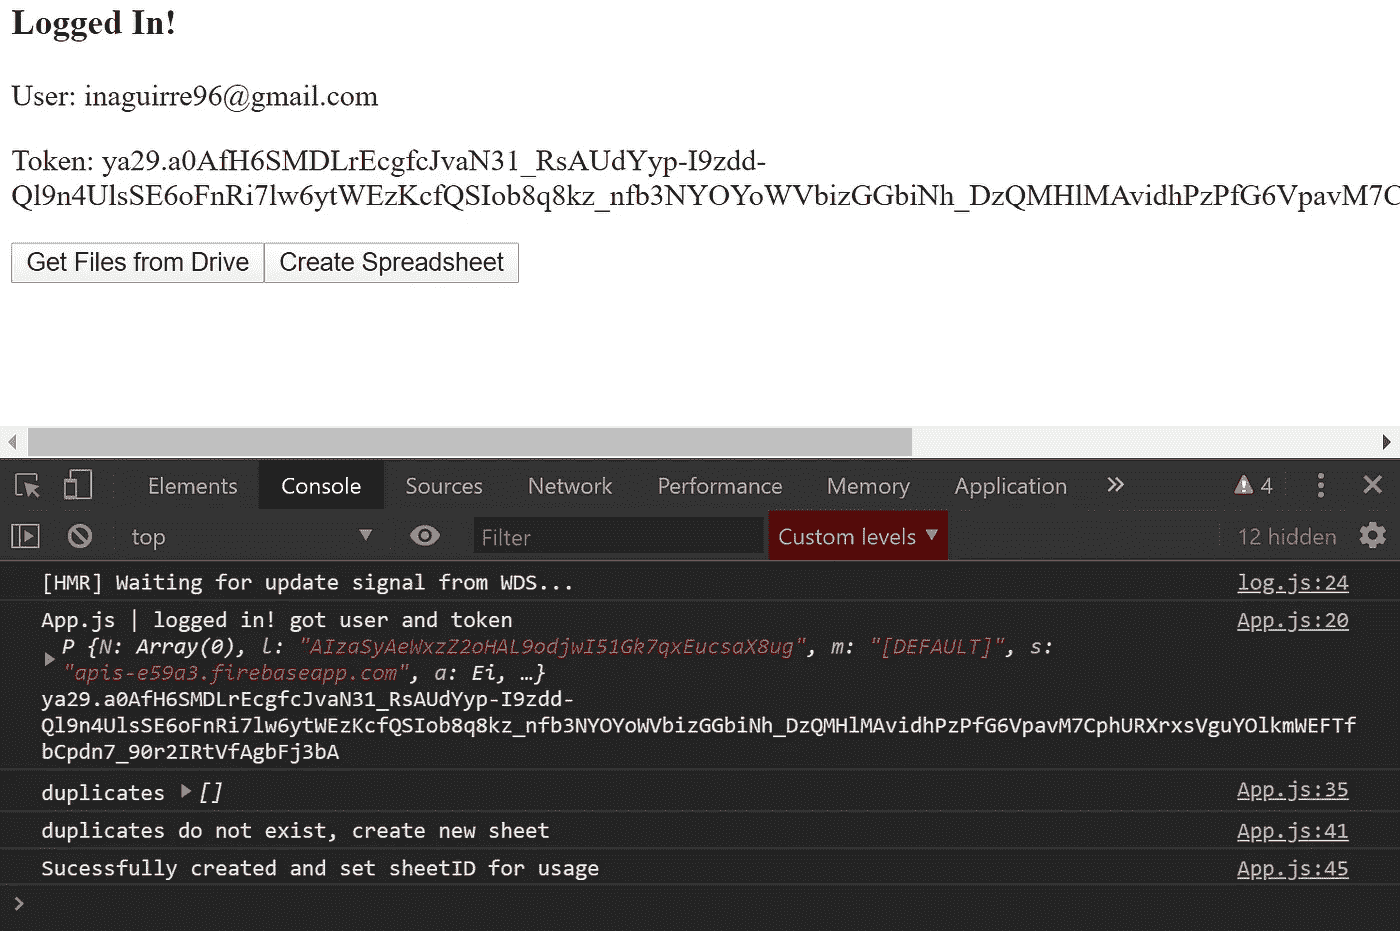 Logged In!
User: inaguirre96@gmail.com
Token: ya29.a0AfH6SMDLrEcgfcJvaN31_RsAUdYyp-I9zdd-
Ql9n4UlsSE6oFnRi7lw6ytWEzKcfQSIob8q8kz_nfb3NYOYoWVbizGGbiNh_DzQMHlMAvidhPzPfG6VpavM7C
Get Files from Drive Create Spreadsheet
Elements Console Sources Network Performance Memory Application » 4
top Filter Custom levels 12 hidden
[HMR] Waiting for update signal from WDS... log.js:24
App.js | logged in! got user and token App.js:20
P {N: Array(0), l: "AIzaSyAeWxzZ2oHAL9odjwI51Gk7qxEucsaX8ug", m: "[DEFAULT]", s:
"apis-e59a3.firebaseapp.com", a: Ei, …}
ya29.a0AfH6SMDLrEcgfcJvaN31_RsAUdYyp-I9zdd-
Ql9n4UlsSE6oFnRi7lw6ytWEzKcfQSIob8q8kz_nfb3NYOYoWVbizGGbiNh_DzQMHlMAvidhPzPfG6VpavM7CphURXrxsVguYOlkmWEFTf
bCpdn7_90r2IRtVfAgbFj3bA
duplicates ▶ [] App.js:35
duplicates do not exist, create new sheet App.js:41
Sucessfully created and set sheetID for usage App.js:45